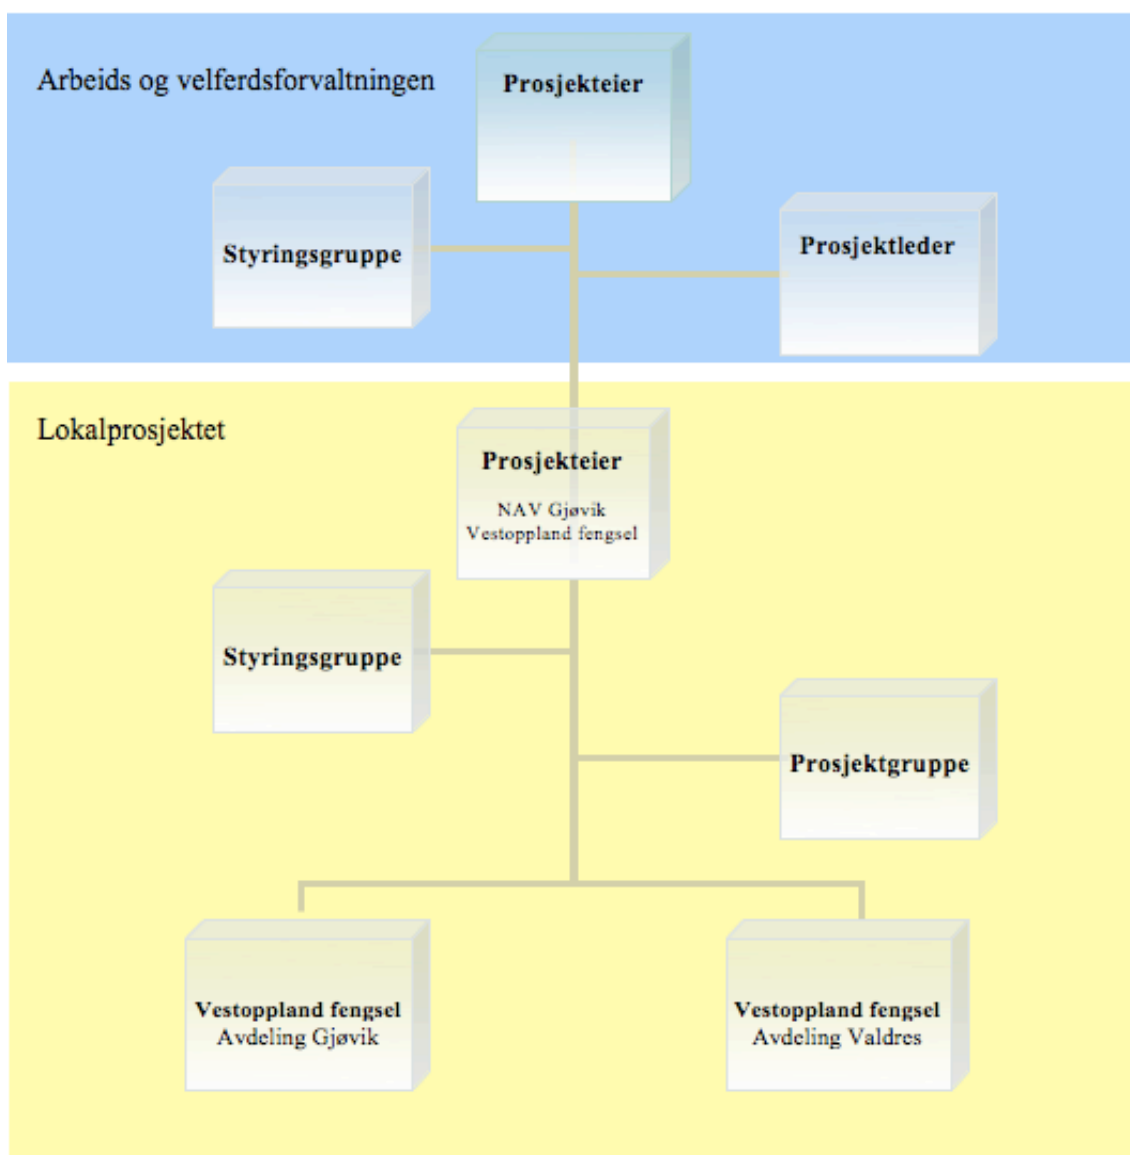 Arbeids og velferdsforvaltningen
Prosjekteier
Styringsgruppe
Prosjektleder
Lokalprosjektet
Prosjekteier
NAV Gjøvik
Vestoppland fengsel
Styringsgruppe
Prosjektgruppe
Vestoppland fengsel
Avdeling Gjøvik
Vestoppland fengsel
Avdeling Valdres